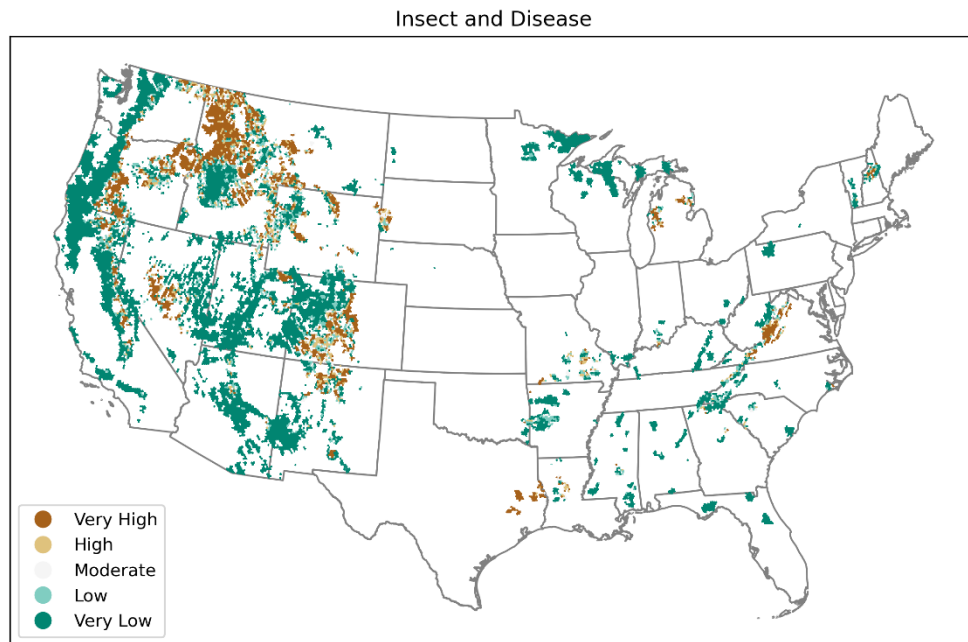 Insect and Disease
Very High
High
Moderate
Low
Very Low